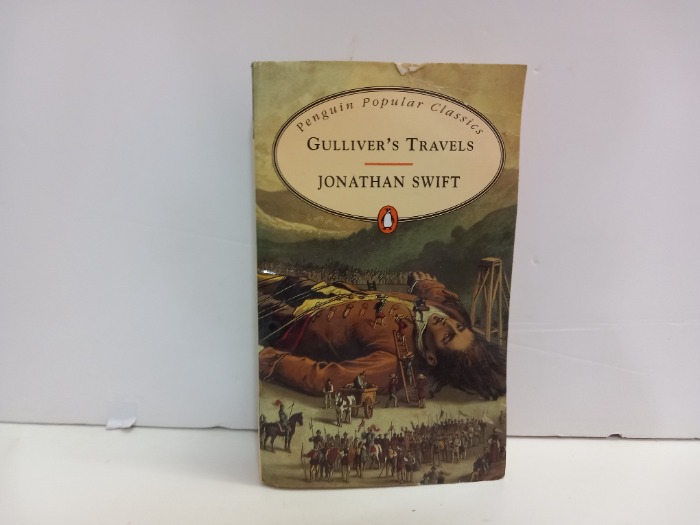 Penguin Popular Classics
GULLIVER'S TRAVELS
JONATHAN SWIFT